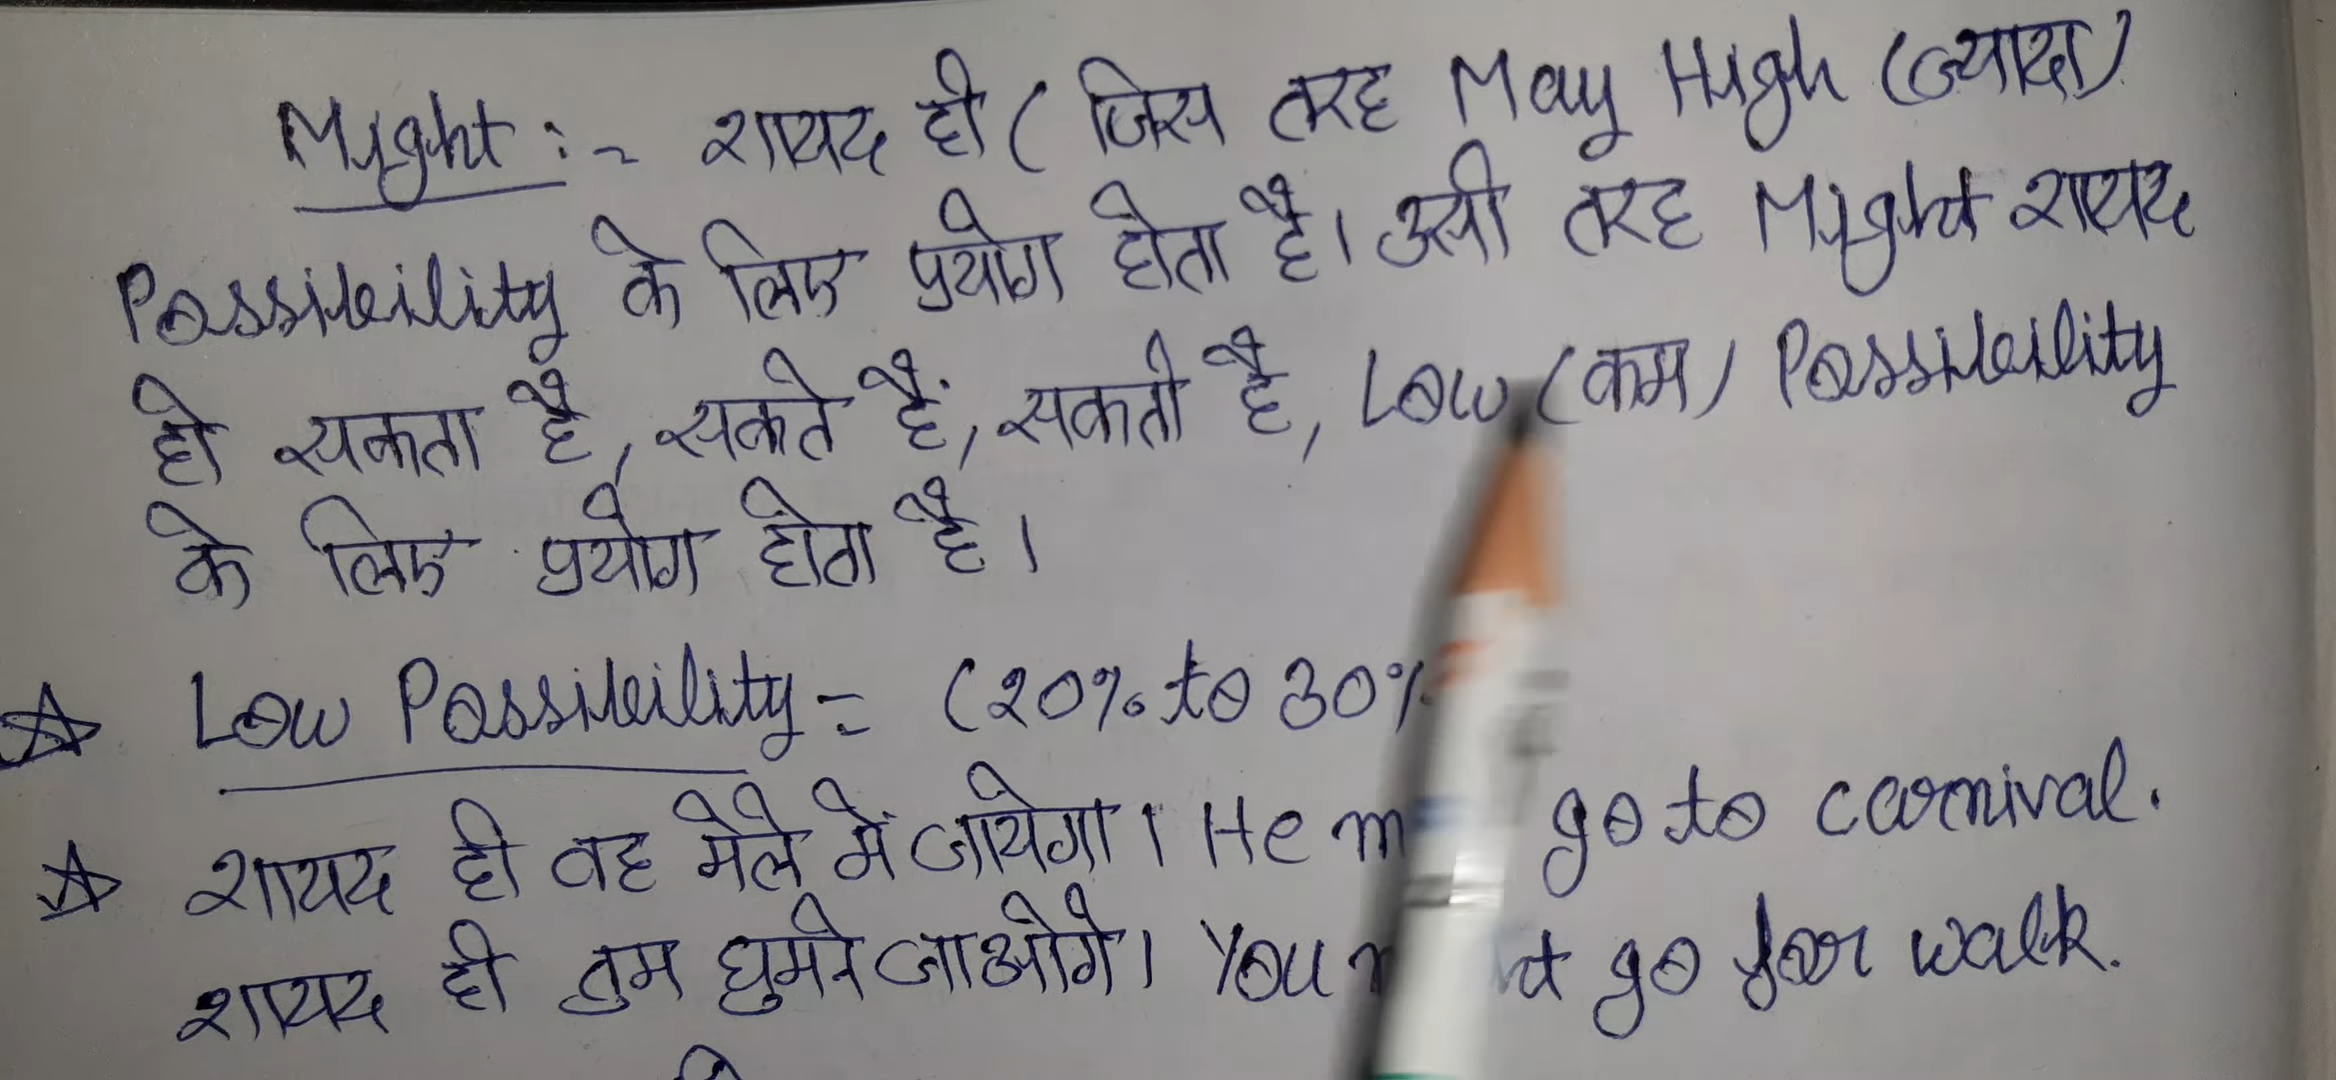 Might :- शायद ही ( जिस तरह May High (ज्यादा)
Possibility के लिए प्रयोग होता है। उसी तरह Might शायद
हो सकता है, सकते हैं, सकती है, Low (कम) Possibility
के लिए प्रयोग होता है।
Low Possibility = (20% to 30%
शायद ही वह मेले में जायेगा। He go to carnival.
शायद ही तुम घुमने जाओगे। You go for walk.